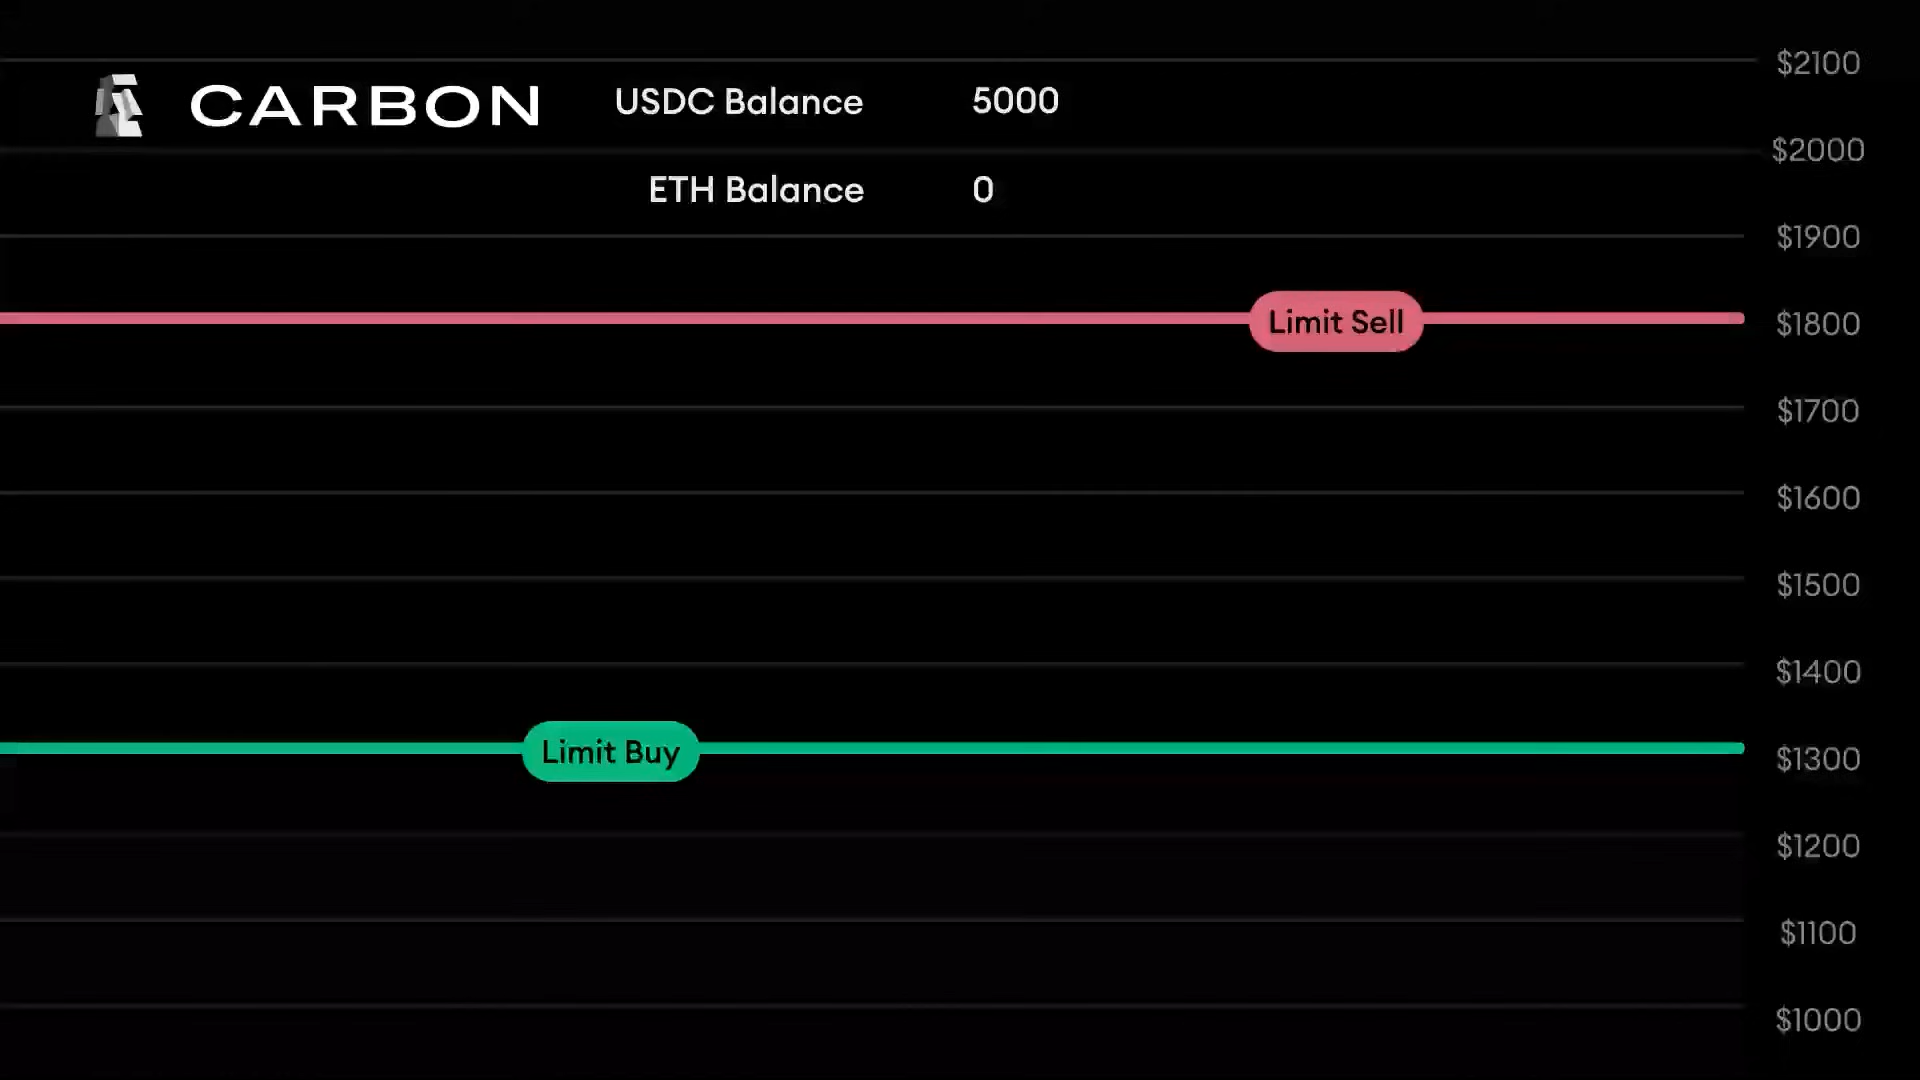 $2100
CARBON USDC Balance 5000
$2000
ETH Balance 0
$1900
Limit Sell $1800
$1700
$1600
$1500
$1400
Limit Buy $1300
$1200
$1100
$1000